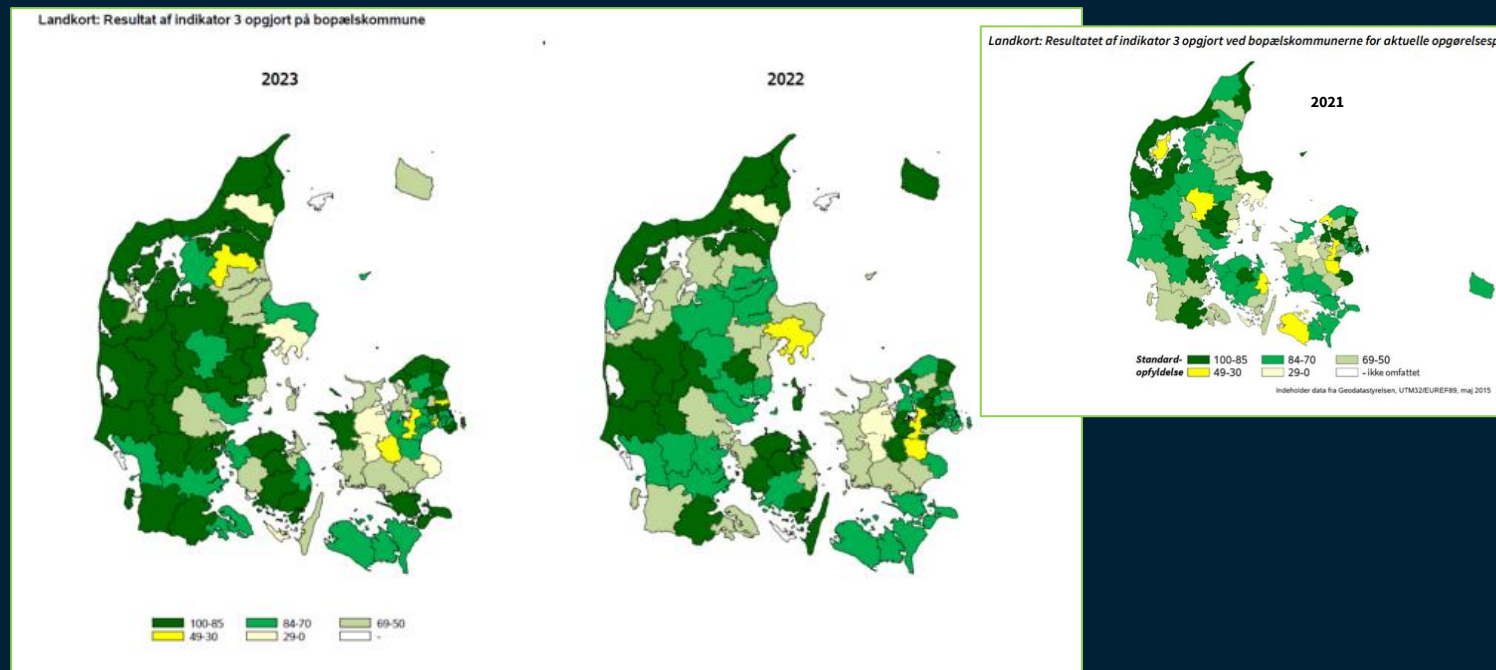 Landkort: Resultat af indikator 3 opgjort på bopælskommune
2023
2022
100-85
84-70
69-50
49-30
29-0
-
Landkort: Resultatet af indikator 3 opgjort ved bopælskommunerne for aktuelle opgørelsesp
2021
Standard-
opfyldelse
100-85
84-70
69-50
49-30
29-0
- ikke omfattet
Indeholder data fra Geodatastyrelsen, UTM32/EUREF89, maj 2015